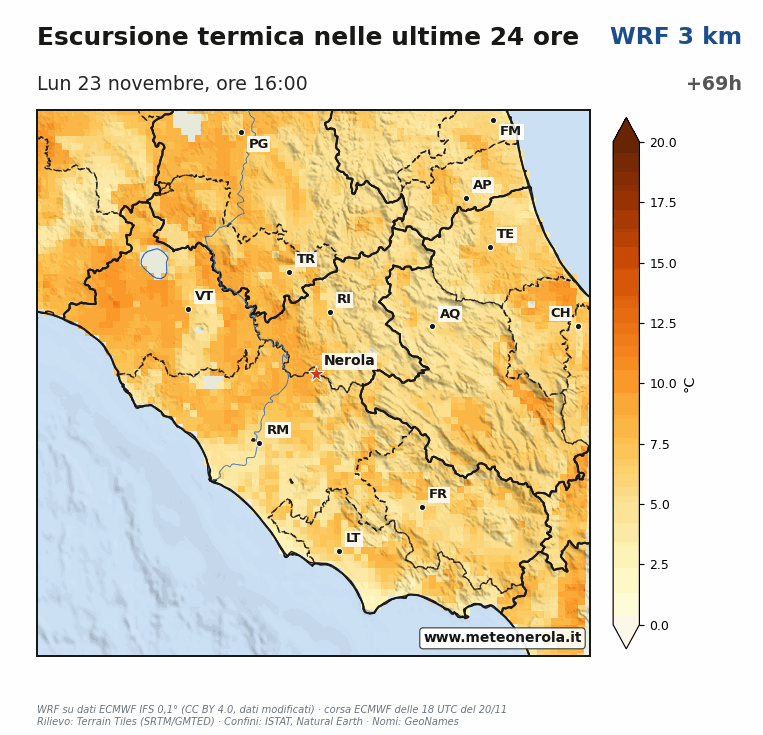 Escursione termica nelle ultime 24 ore
WRF 3 km
Lun 23 novembre, ore 16:00
+69h
PG
FM
AP
TE
TR
VT
RI
AQ
CH
Nerola
RM
FR
LT
www.meteonerola.it
20.0
17.5
15.0
12.5
10.0
7.5
5.0
2.5
0.0
°C
WRF su dati ECMWF IFS 0,1° (CC BY 4.0, dati modificati) · corsa ECMWF delle 18 UTC del 20/11
Rilievo: Terrain Tiles (SRTM/GMTED) · Confini: ISTAT, Natural Earth · Nomi: GeoNames